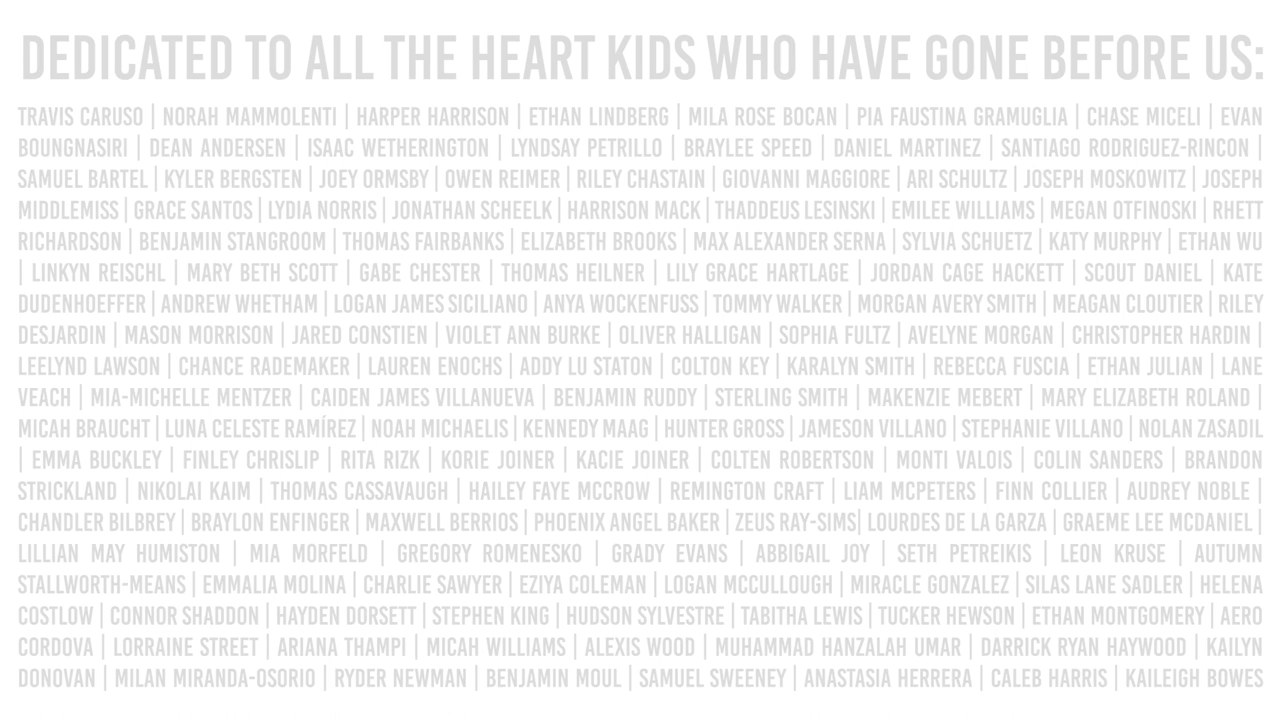 DEDICATED TO ALL THE HEART KIDS WHO HAVE GONE BEFORE US:
TRAVIS CARUSO | NORAH MAMMOLENTI | HARPER HARRISON | ETHAN LINDBERG | MILA ROSE BOCAN | PIA FAUSTINA GRAMUGLIA | CHASE MICELI | EVAN
BOUNGNASIRI | DEAN ANDERSEN | ISAAC WETHERINGTON | LYNDSAY PETRILLO | BRAYLEE SPEED | DANIEL MARTINEZ | SANTIAGO RODRIGUEZ-RINCON |
SAMUEL BARTEL | KYLER BERGSTEN | JOEY ORMSBY | OWEN REIMER | RILEY CHASTAIN | GIOVANNI MAGGIORE | ARI SCHULTZ | JOSEPH MOSKOWITZ | JOSEPH
MIDDLEMISS | GRACE SANTOS | LYDIA NORRIS | JONATHAN SCHEELK | HARRISON MACK | THADDEUS LESINSKI | EMILEE WILLIAMS | MEGAN OTFINOSKI | RHETT
RICHARDSON | BENJAMIN STANGROOM | THOMAS FAIRBANKS | ELIZABETH BROOKS | MAX ALEXANDER SERNA | SYLVIA SCHUETZ | KATY MURPHY | ETHAN WU
| LINKYN REISCHL | MARY BETH SCOTT | GABE CHESTER | THOMAS HEILNER | LILY GRACE HARTLAGE | JORDAN CAGE HACKETT | SCOUT DANIEL | KATE
DUDENHOEFFER | ANDREW WHETHAM | LOGAN JAMES SICILIANO | ANYA WOCKENFUSS | TOMMY WALKER | MORGAN AVERY SMITH | MEAGAN CLOUTIER | RILEY
DESJARDIN | MASON MORRISON | JARED CONSTIEN | VIOLET ANN BURKE | OLIVER HALLIGAN | SOPHIA FULTZ | AVELYNE MORGAN | CHRISTOPHER HARDIN |
LEELYND LAWSON | CHANCE RADEMAKER | LAUREN ENOCHS | ADDY LU STATON | COLTON KEY | KARALYN SMITH | REBECCA FUSCIA | ETHAN JULIAN | LANE
VEACH | MIA-MICHELLE MENTZER | CAIDEN JAMES VILLANUEVA | BENJAMIN RUDDY | STERLING SMITH | MAKENZIE MEBERT | MARY ELIZABETH ROLAND |
MICAH BRAUCHT | LUNA CELESTE RAMÍREZ | NOAH MICHAELIS | KENNEDY MAAG | HUNTER GROSS | JAMESON VILLANO | STEPHANIE VILLANO | NOLAN ZASADIL
| EMMA BUCKLEY | FINLEY CHRISLIP | RITA RIZK | KORIE JOINER | KACIE JOINER | COLTEN ROBERTSON | MONTI VALOIS | COLIN SANDERS | BRANDON
STRICKLAND | NIKOLAI KAIM | THOMAS CASSAVAUGH | HAILEY FAYE MCCROW | REMINGTON CRAFT | LIAM MCPETERS | FINN COLLIER | AUDREY NOBLE |
CHANDLER BILBREY | BRAYLON ENFINGER | MAXWELL BERRIOS | PHOENIX ANGEL BAKER | ZEUS RAY-SIMS| LOURDES DE LA GARZA | GRAEME LEE MCDANIEL |
LILLIAN MAY HUMISTON | MIA MORFELD | GREGORY ROMENESKO | GRADY EVANS | ABBIGAIL JOY | SETH PETREIKIS | LEON KRUSE | AUTUMN
STALLWORTH-MEANS | EMMALIA MOLINA | CHARLIE SAWYER | EZIYA COLEMAN | LOGAN MCCULLOUGH | MIRACLE GONZALEZ | SILAS LANE SADLER | HELENA
COSTLOW | CONNOR SHADDON | HAYDEN DORSETT | STEPHEN KING | HUDSON SYLVESTRE | TABITHA LEWIS | TUCKER HEWSON | ETHAN MONTGOMERY | AERO
CORDOVA | LORRAINE STREET | ARIANA THAMPI | MICAH WILLIAMS | ALEXIS WOOD | MUHAMMAD HANZALAH UMAR | DARRICK RYAN HAYWOOD | KAILYN
DONOVAN | MILAN MIRANDA-OSORIO | RYDER NEWMAN | BENJAMIN MOUL | SAMUEL SWEENEY | ANASTASIA HERRERA | CALEB HARRIS | KAILEIGH BOWES